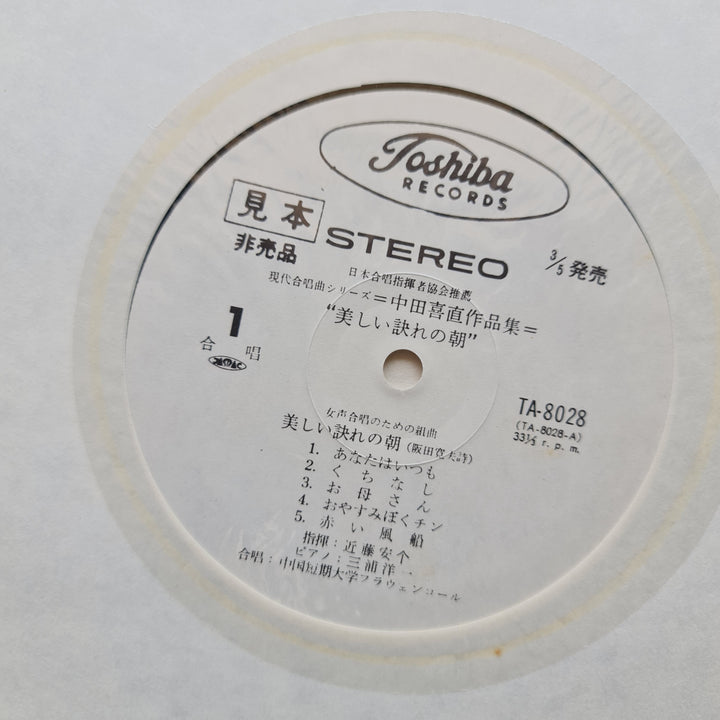 Toshiba
RECORDS
見本
非売品
STEREO
3/5 発売
日本合唱指揮者協会推薦
現代合唱曲シリーズ=中田喜直作品集=
“美しい訣れの朝”
1
合唱
TA-8028
(TA-8028-A)
33⅓ r. p. m.
女声合唱のための組曲
美しい訣れの朝(阪田寛夫詩)
1. あなたはいつも
2. くちなし
3. お母さん
4. おやすみぼくチン
5. 赤い風船
指揮:近藤安个
ピアノ:三浦洋一
合唱:中国短期大学フラウェンコール